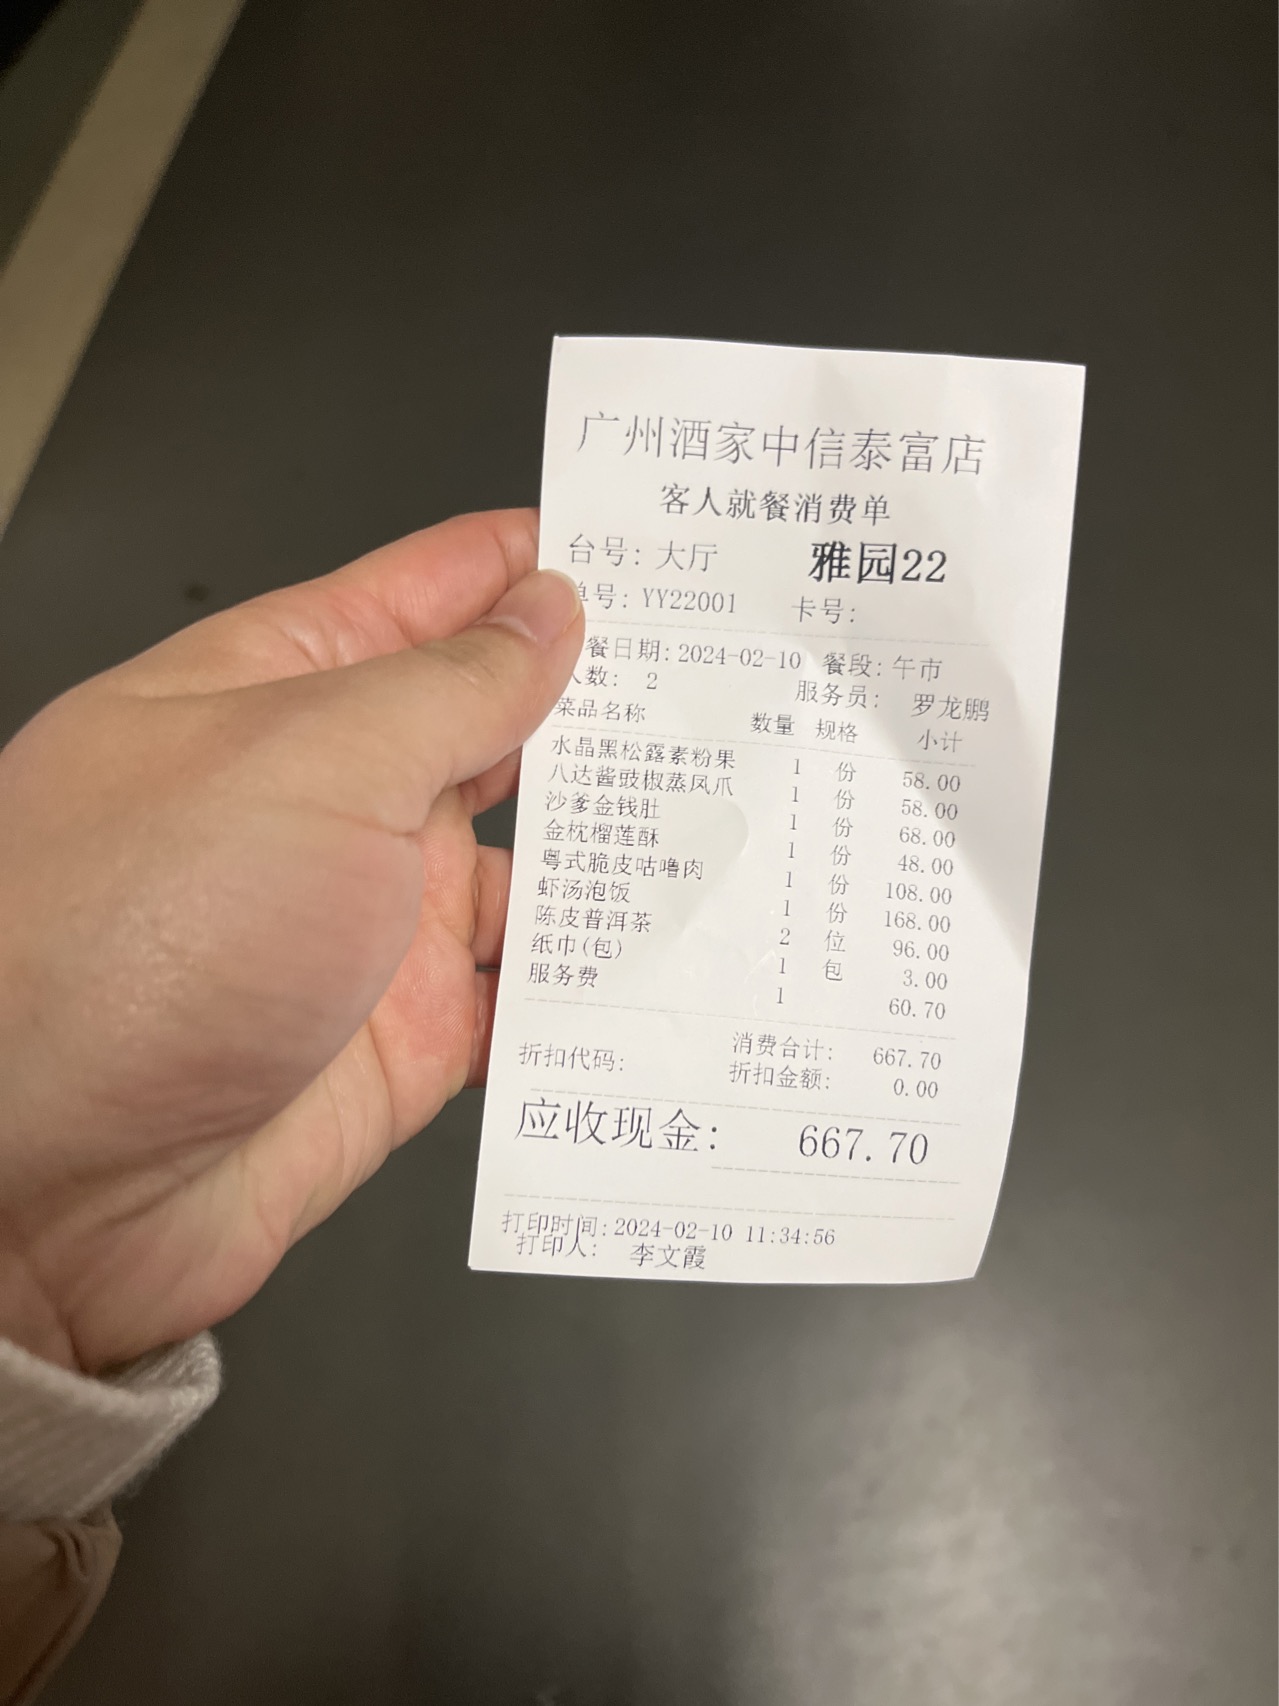 广州酒家中信泰富店
客人就餐消费单
台号: 大厅 雅园22
单号: YY22001 卡号:
餐日期: 2024-02-10 餐段: 午市
人数: 2 服务员: 罗龙鹏
菜品名称 数量 规格 小计
水晶黑松露素粉果 1 份 58.00
八达酱豉椒蒸凤爪 1 份 58.00
沙爹金钱肚 1 份 68.00
金枕榴莲酥 1 份 48.00
粤式脆皮咕噜肉 1 份 108.00
虾汤泡饭 1 份 168.00
陈皮普洱茶 2 位 96.00
纸巾(包) 1 包 3.00
服务费 1 60.70
消费合计: 667.70
折扣代码: 折扣金额: 0.00
应收现金: 667.70
打印时间: 2024-02-10 11:34:56
打印人: 李文霞